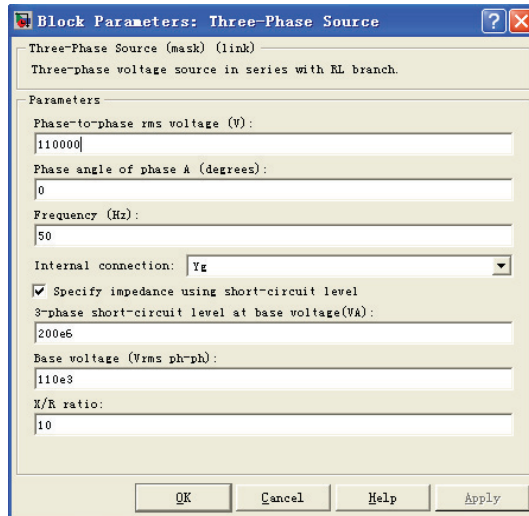 Block Parameters: Three-Phase Source
Three-Phase Source (mask) (link)
Three-phase voltage source in series with RL branch.
Parameters
Phase-to-phase rms voltage (V):
110000
Phase angle of phase A (degrees):
0
Frequency (Hz):
50
Internal connection: Yg
Specify impedance using short-circuit level
3-phase short-circuit level at base voltage(VA):
200e6
Base voltage (Vrms ph-ph):
110e3
X/R ratio:
10
OK Cancel Help Apply